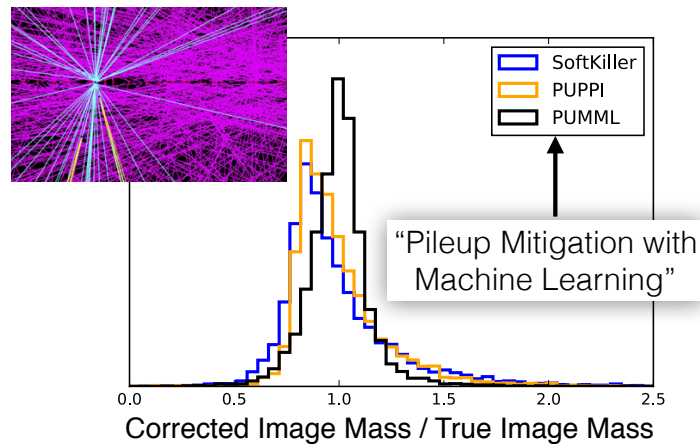 SoftKiller
PUPPI
PUMML
“Pileup Mitigation with
Machine Learning”
0.0 0.5 1.0 1.5 2.0 2.5
Corrected Image Mass / True Image Mass